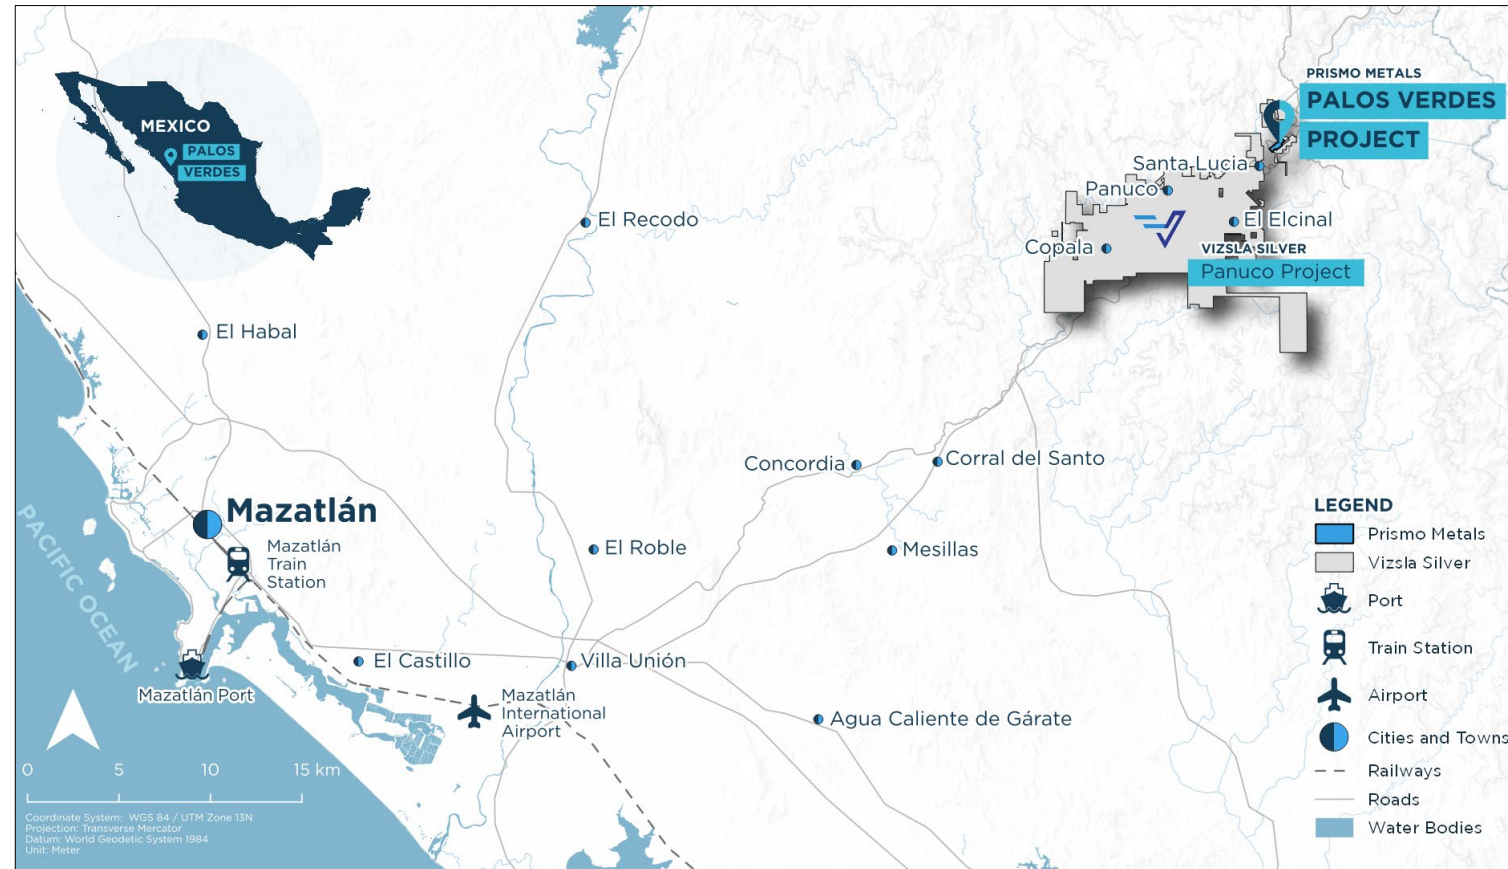 MEXICO
PALOS
VERDES
PRISMO METALS
PALOS VERDES
PROJECT
Santa Lucia
Panuco
El Elcinal
Copala
VIZSLA SILVER
Panuco Project
El Recodo
El Habal
Concordia
Corral del Santo
Mazatlán
Mazatlán
Train
Station
El Roble
Mesillas
PACIFIC OCEAN
El Castillo
Villa Unión
Mazatlán Port
Mazatlán
International
Airport
Agua Caliente de Gárate
LEGEND
Prismo Metals
Vizsla Silver
Port
Train Station
Airport
Cities and Towns
Railways
Roads
Water Bodies
0 5 10 15 km
Coordinate System: WGS 84 / UTM Zone 13N
Projection: Transverse Mercator
Datum: World Geodetic System 1984
Unit: Meter